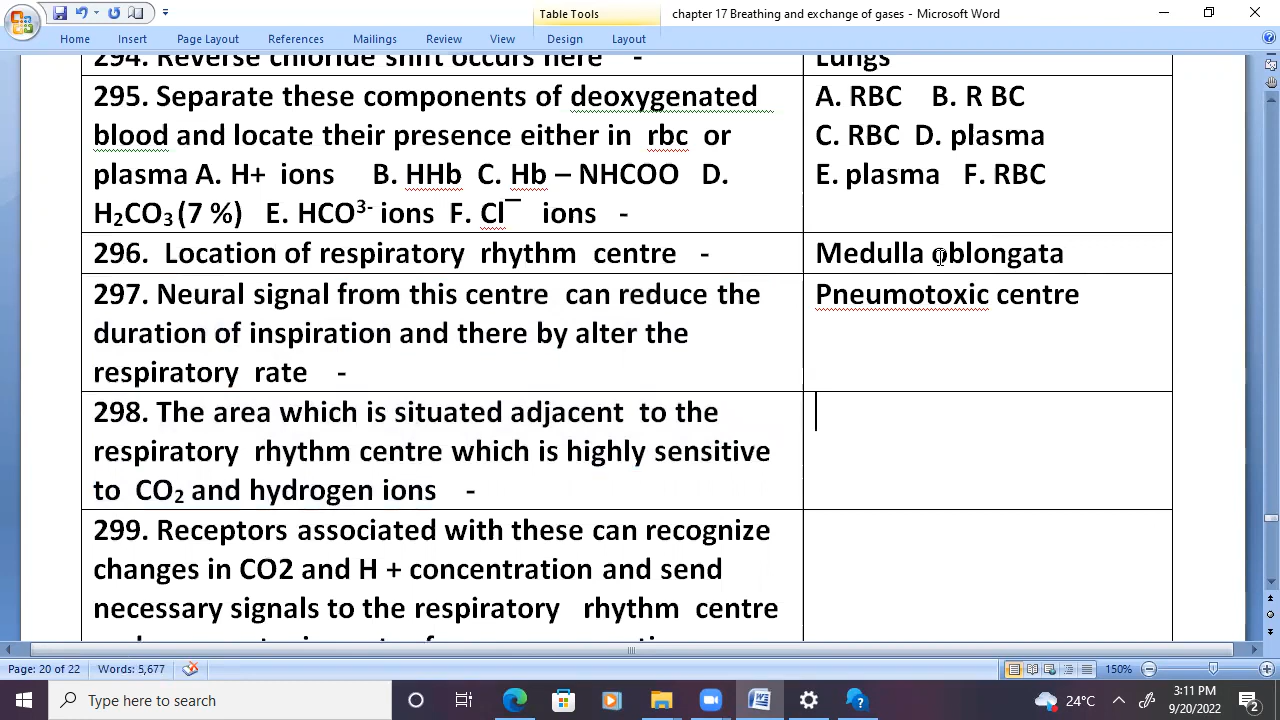 Table Tools
chapter 17 Breathing and exchange of gases - Microsoft Word
Home Insert Page Layout References Mailings Review View Design Layout
294. Reverse chloride shift occurs here - Lungs
295. Separate these components of deoxygenated
blood and locate their presence either in rbc or
plasma A. H+ ions B. HHb C. Hb – NHCOO D.
H₂CO₃ (7 %) E. HCO³⁻ ions F. Cl¯ ions -
A. RBC B. R BC
C. RBC D. plasma
E. plasma F. RBC
296. Location of respiratory rhythm centre - Medulla oblongata
297. Neural signal from this centre can reduce the
duration of inspiration and there by alter the
respiratory rate -
Pneumotoxic centre
298. The area which is situated adjacent to the
respiratory rhythm centre which is highly sensitive
to CO₂ and hydrogen ions -
299. Receptors associated with these can recognize
changes in CO2 and H + concentration and send
necessary signals to the respiratory rhythm centre
Page: 20 of 22 Words: 5,677 150%
Type here to search 24°C 3:11 PM
9/20/2022 2